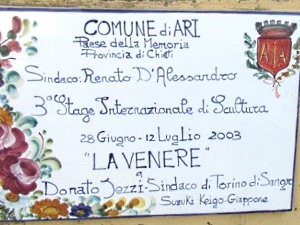 COMUNE di ARI
Paese della Memoria
Provincia di Chieti
Sindaco: Renato D'Alessandro
3° Stage Internazionale di Scultura
28 Giugno - 12 Luglio 2003
"LA VENERE"
a
Donato Iezzi - Sindaco di Torino di Sangro
Suzuki Keigo - Giappone